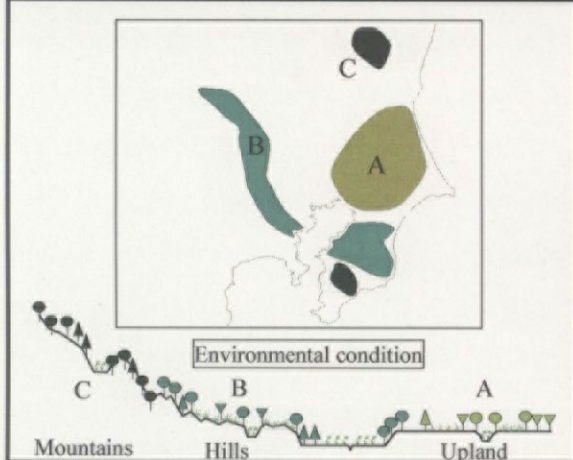 C
B
A
Environmental condition
C B A
Mountains Hills Upland